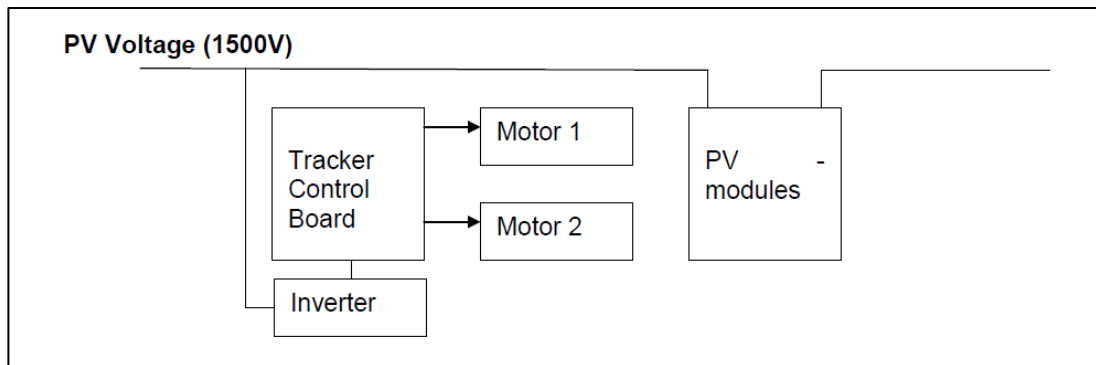 PV Voltage (1500V)
Tracker
Control
Board
Motor 1
Motor 2
Inverter
PV -
modules